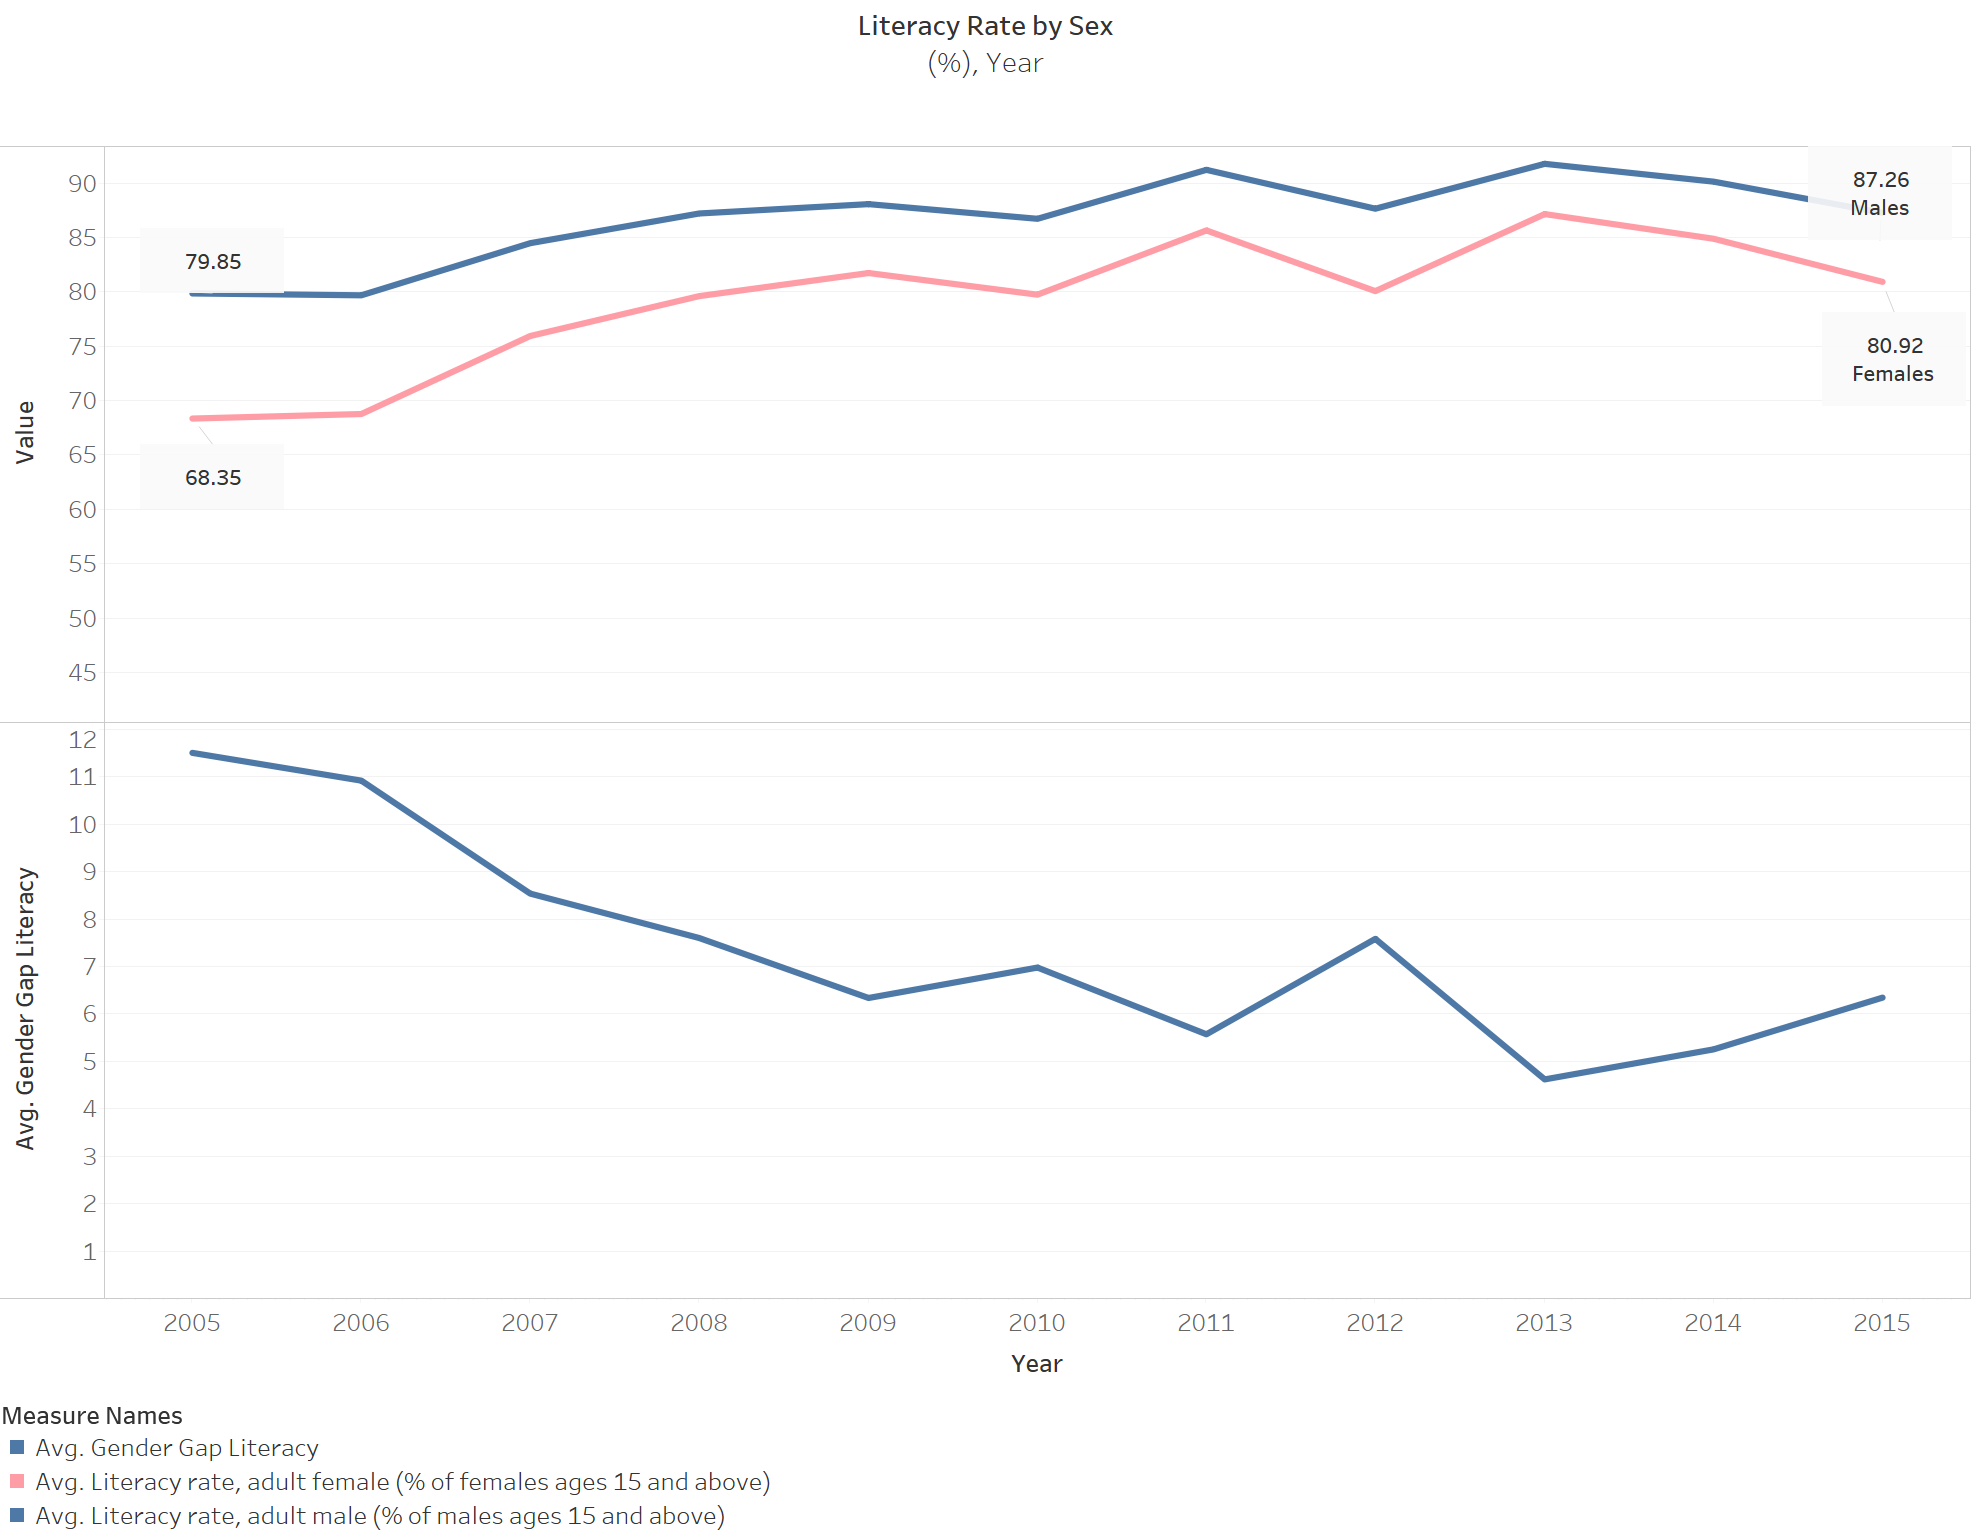 Literacy Rate by Sex
(%), Year
90
85
80
75
70
65
60
55
50
45
Value
79.85
68.35
87.26
Males
80.92
Females
12
11
10
9
8
7
6
5
4
3
2
1
Avg. Gender Gap Literacy
2005 2006 2007 2008 2009 2010 2011 2012 2013 2014 2015
Year
Measure Names
Avg. Gender Gap Literacy
Avg. Literacy rate, adult female (% of females ages 15 and above)
Avg. Literacy rate, adult male (% of males ages 15 and above)